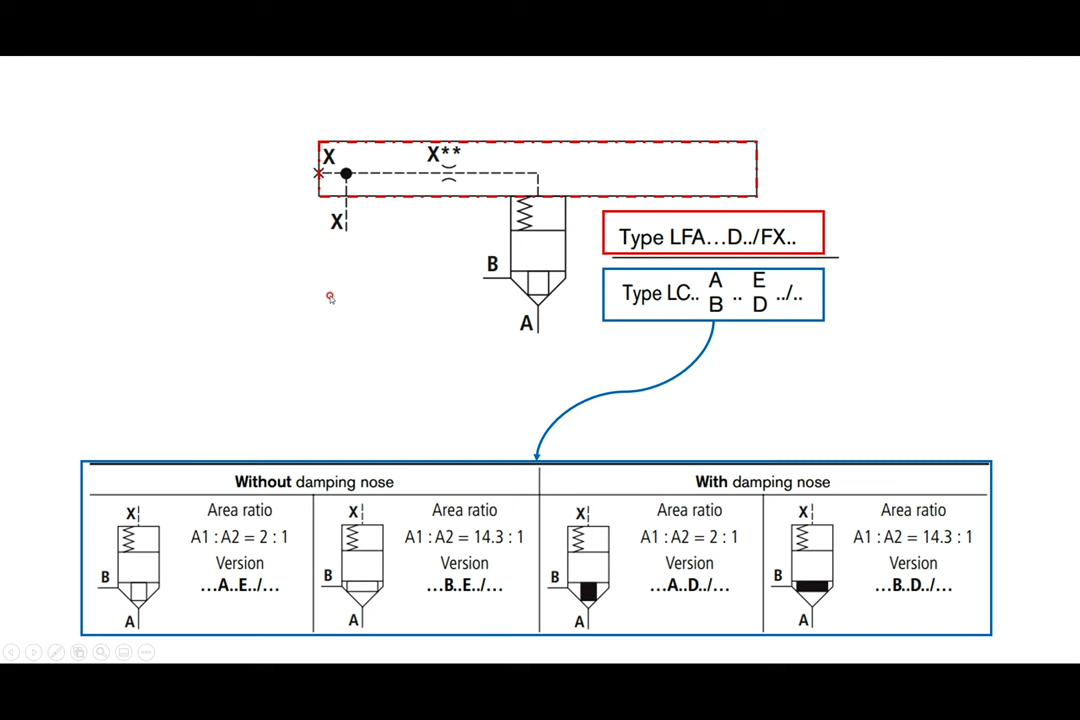 X
X**
X
B
A
Type LFA...D../FX..
A E
Type LC.. .. ../..
B D
Without damping nose
With damping nose
X
Area ratio
A1 : A2 = 2 : 1
Version
...A..E../...
B
A
X
Area ratio
A1 : A2 = 14.3 : 1
Version
...B..E../...
B
A
X
Area ratio
A1 : A2 = 2 : 1
Version
...A..D../...
B
A
X
Area ratio
A1 : A2 = 14.3 : 1
Version
...B..D../...
B
A